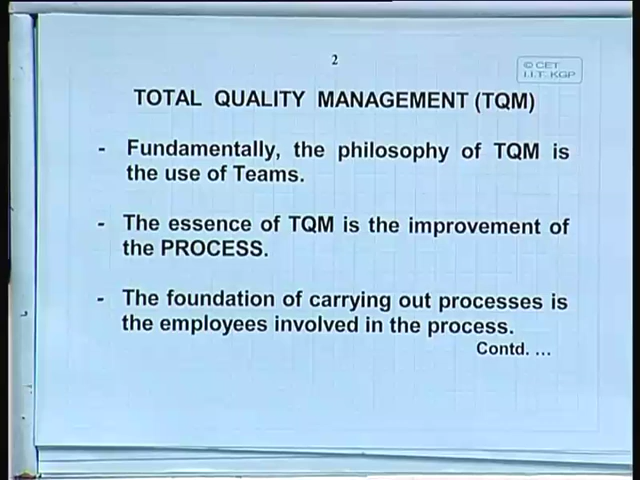 2
© CET
I.I.T. KGP
TOTAL QUALITY MANAGEMENT (TQM)
- Fundamentally, the philosophy of TQM is
the use of Teams.
- The essence of TQM is the improvement of
the PROCESS.
- The foundation of carrying out processes is
the employees involved in the process.
Contd. ...